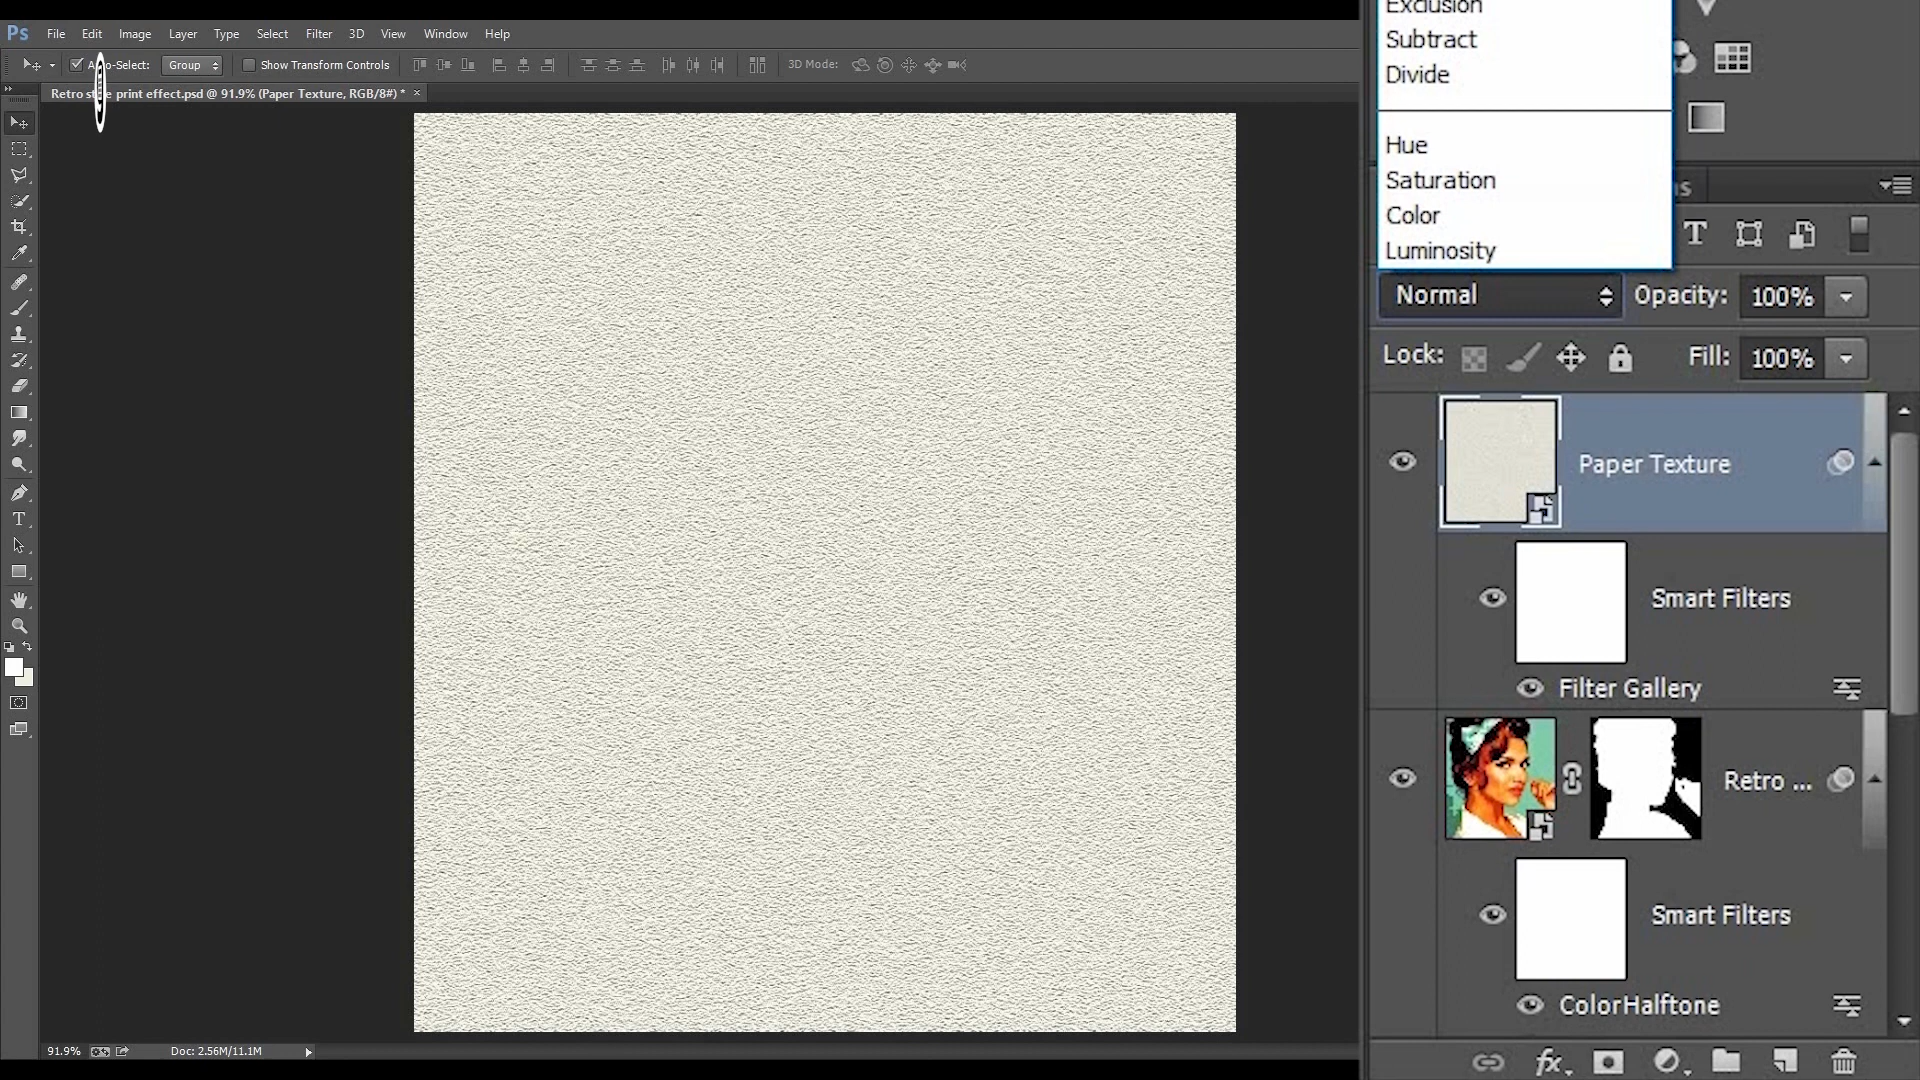 Ps File Edit Image Layer Type Select Filter 3D View Window Help
-Select: Group Show Transform Controls 3D Mode:
Retro print effect.psd @ 91.9% (Paper Texture, RGB/8#) * ×
Exclusion
Subtract
Divide
Hue
Saturation
Color
Luminosity
Normal Opacity: 100%
Lock: Fill: 100%
Paper Texture
Smart Filters
Filter Gallery
Retro ...
Smart Filters
ColorHalftone
fx
91.9% Doc: 2.56M/11.1M